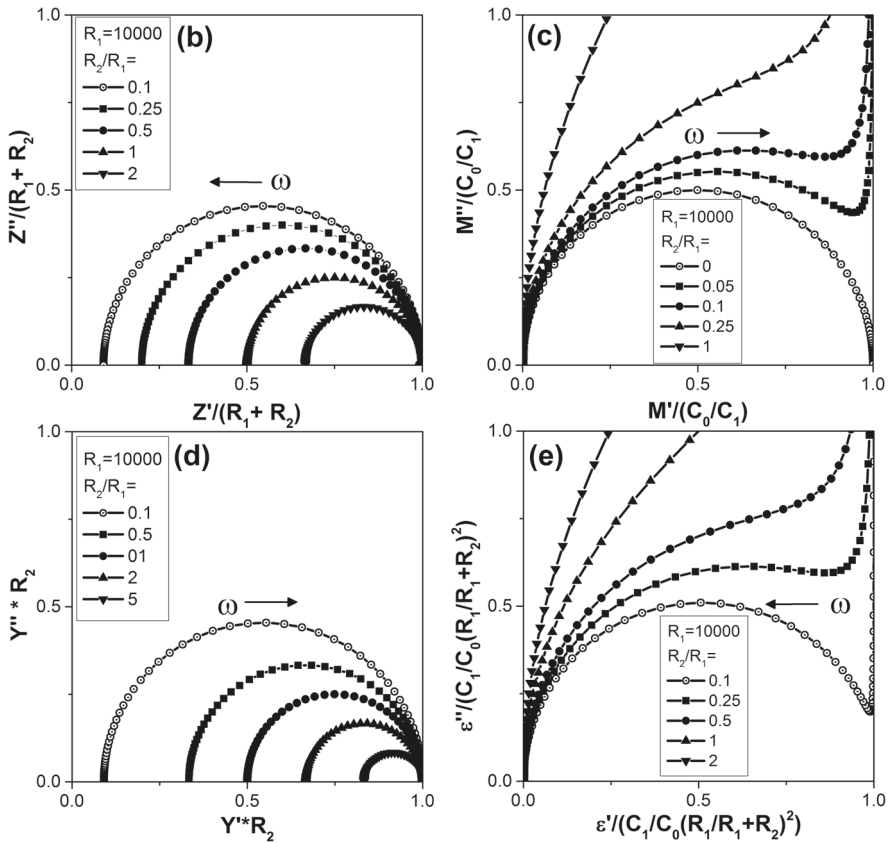 (b)
R₁=10000
R₂/R₁=
0.1
0.25
0.5
1
2
ω
1.0
0.5
0.0
0.0
0.5
1.0
Z''/(R₁+ R₂)
Z'/(R₁+ R₂)
(c)
ω
R₁=10000
R₂/R₁=
0
0.05
0.1
0.25
1
1.0
0.5
0.0
0.0
0.5
1.0
M''/(C₀/C₁)
M'/(C₀/C₁)
(d)
R₁=10000
R₂/R₁=
0.1
0.5
01
2
5
ω
1.0
0.5
0.0
0.0
0.5
1.0
Y'' * R₂
Y'*R₂
(e)
ω
R₁=10000
R₂/R₁=
0.1
0.25
0.5
1
2
1.0
0.5
0.0
0.0
0.5
1.0
ε''/(C₁/C₀(R₁/R₁+R₂)²)
ε'/(C₁/C₀(R₁/R₁+R₂)²)